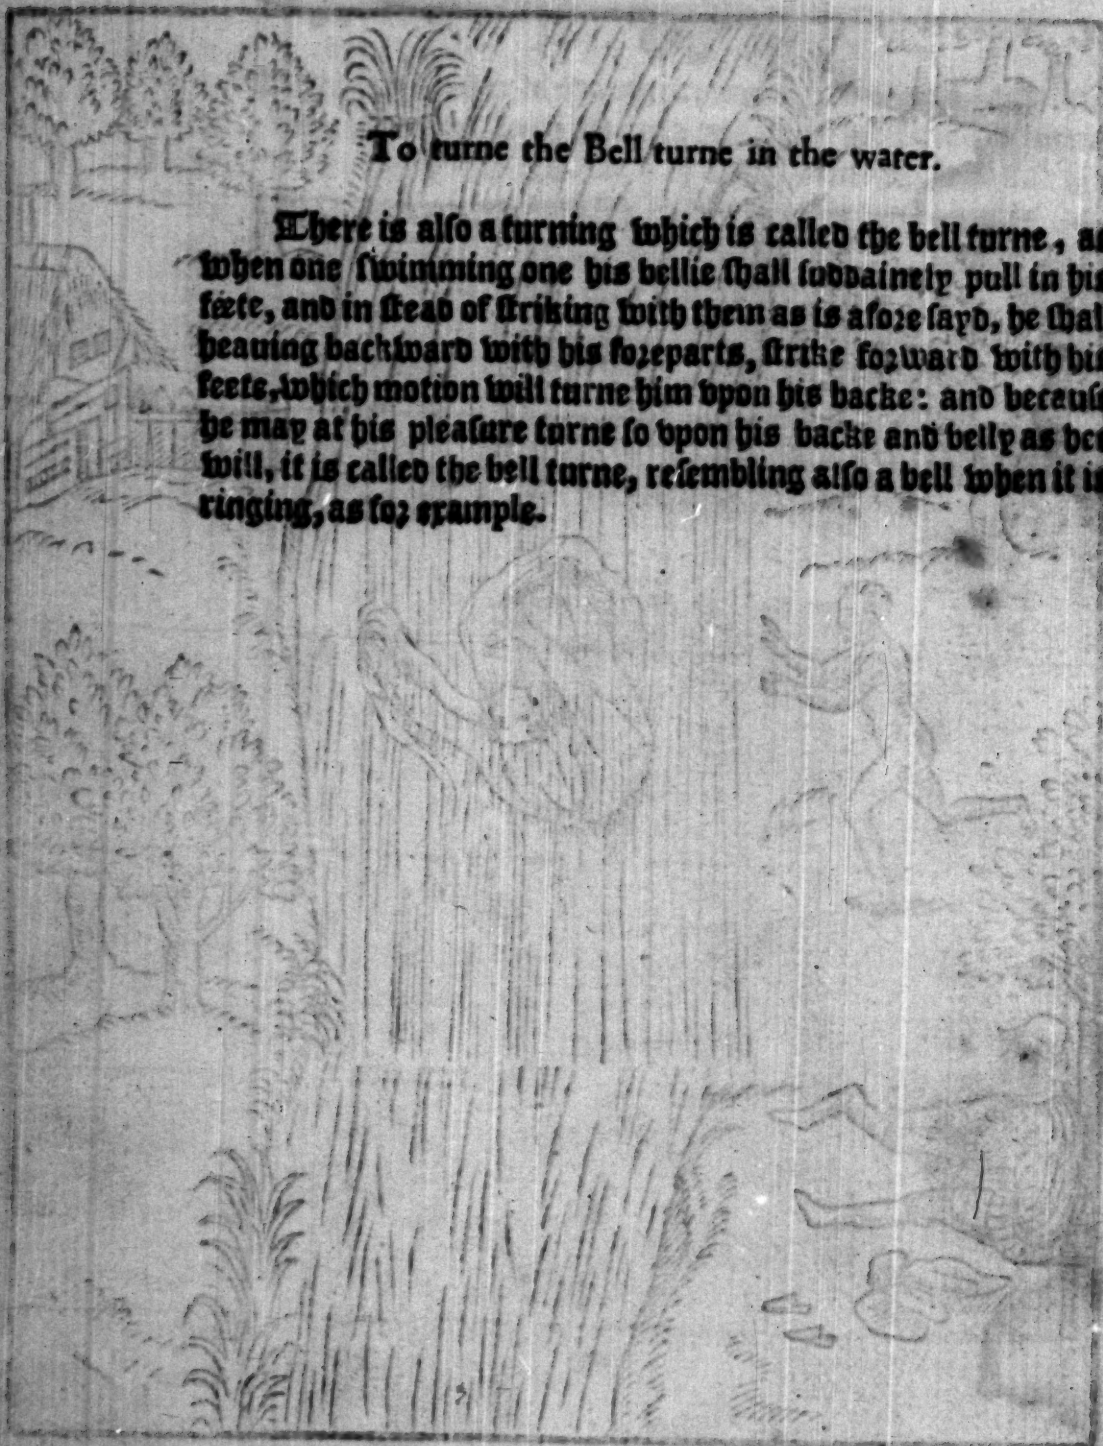 To turne the Bell turne in the water.
There is also a turning which is called the bell turne, as
when one swimming one his bellie shall suddainely pull in his
feete, and in stead of striking with them as is afore sayd, he shal
heauing backward with his foreparts, strike forward with his
feete, which motion will turne him vpon his backe: and becaus
he may at his pleasure turne so vpon his backe and belly as hee
will, it is called the bell turne, resembling also a bell when it is
ringing, as for example.